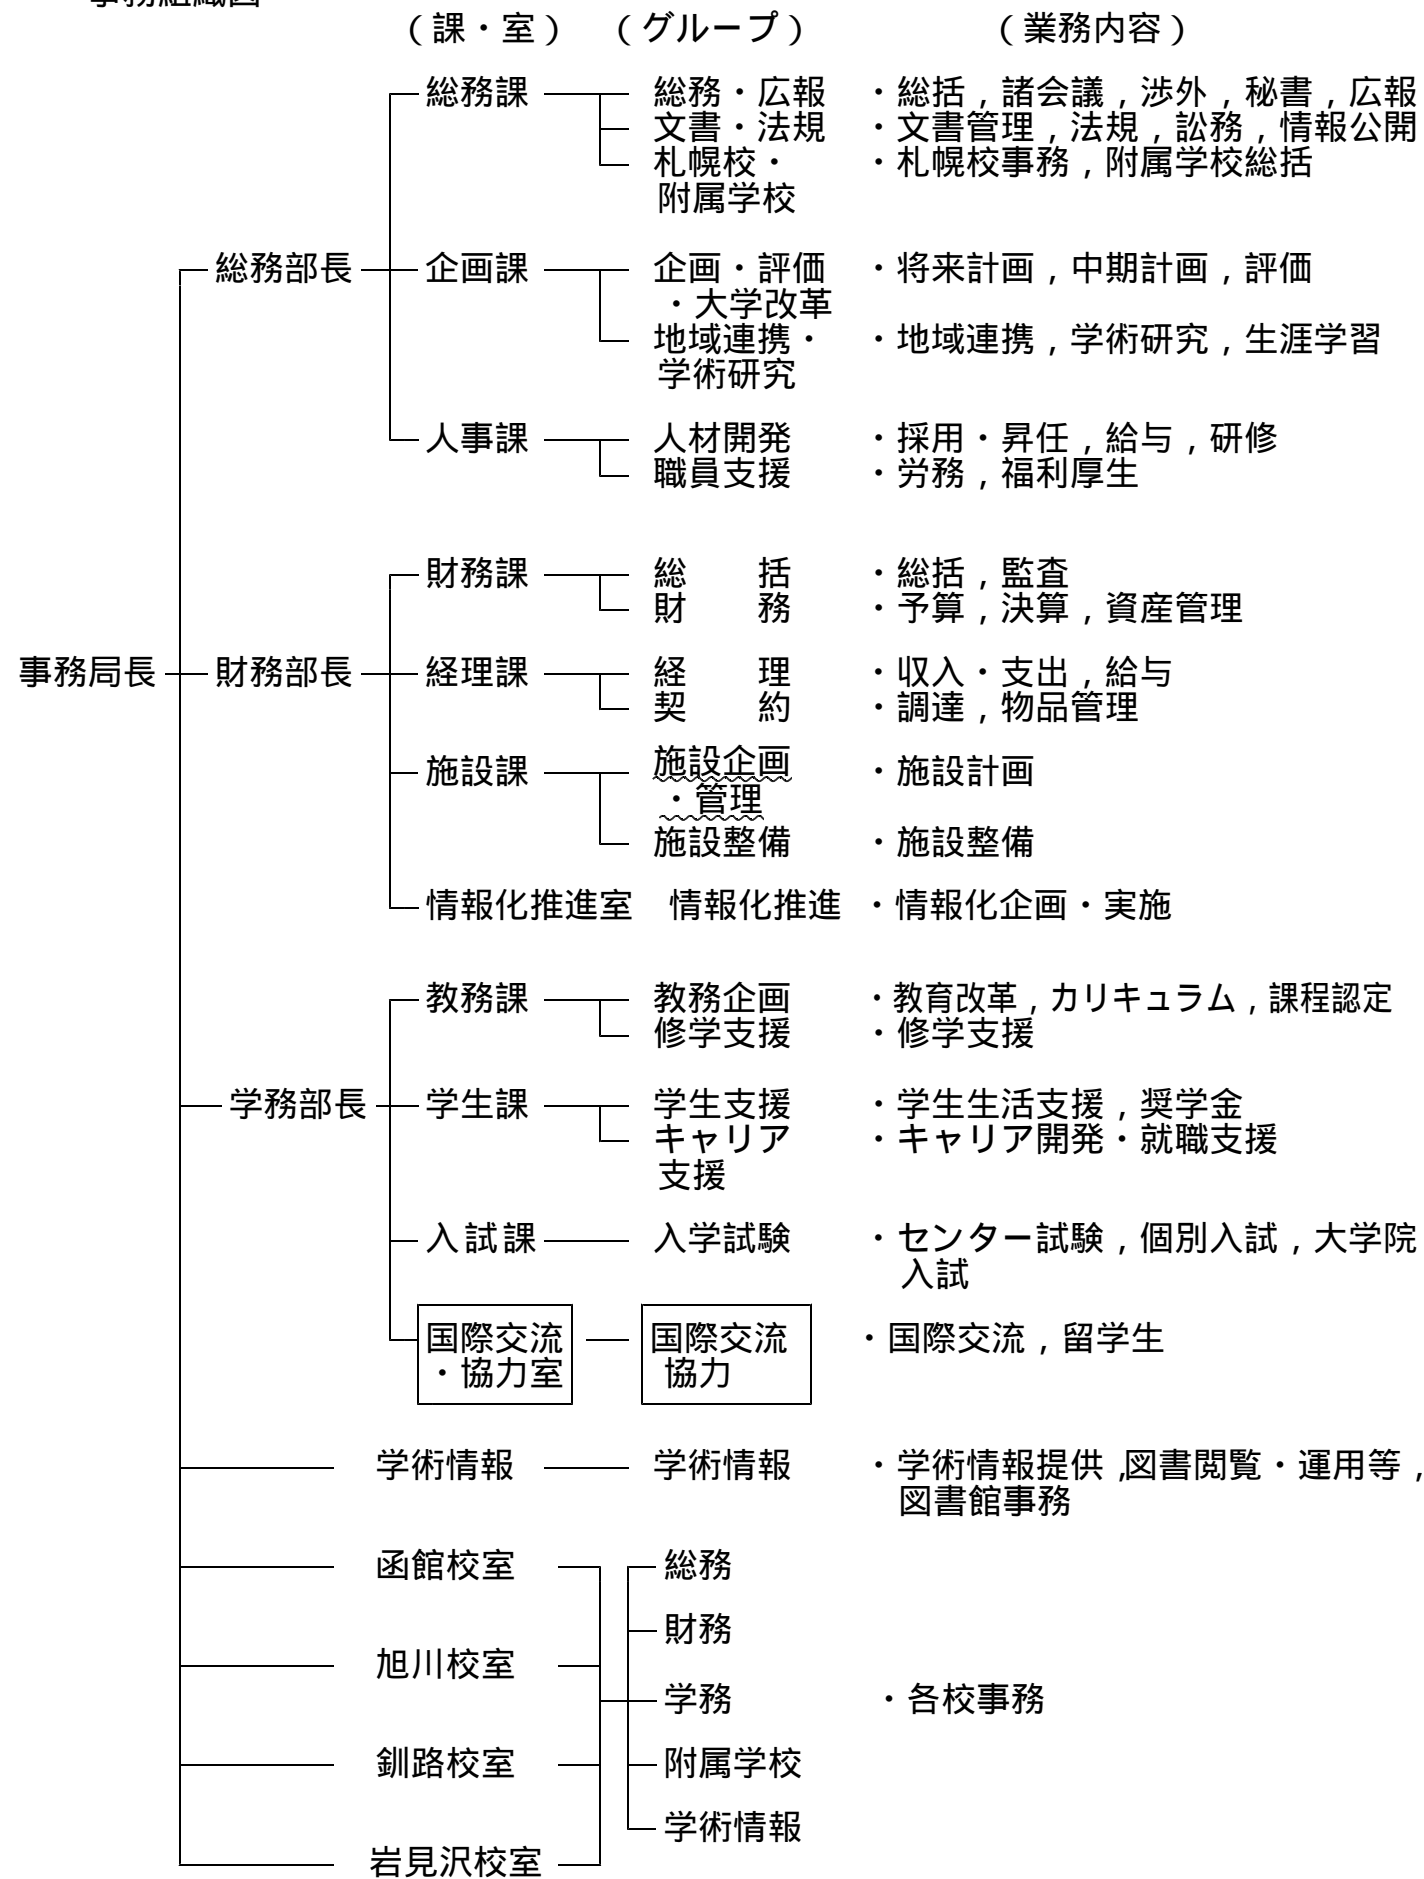 事務組織図
（課・室） （グループ） （業務内容）
総務課 総務・広報 ・総括，諸会議，渉外，秘書，広報
文書・法規 ・文書管理，法規，訟務，情報公開
札幌校・ ・札幌校事務，附属学校総括
附属学校
総務部長 企画課 企画・評価 ・将来計画，中期計画，評価
・大学改革
地域連携・ ・地域連携，学術研究，生涯学習
学術研究
人事課 人材開発 ・採用・昇任，給与，研修
職員支援 ・労務，福利厚生
財務課 総 括 ・総括，監査
財 務 ・予算，決算，資産管理
事務局長 財務部長 経理課 経 理 ・収入・支出，給与
契 約 ・調達，物品管理
施設課 施設企画 ・施設計画
・管理
施設整備 ・施設整備
情報化推進室 情報化推進 ・情報化企画・実施
教務課 教務企画 ・教育改革，カリキュラム，課程認定
修学支援 ・修学支援
学務部長 学生課 学生支援 ・学生生活支援，奨学金
キャリア ・キャリア開発・就職支援
支援
入試課 入学試験 ・センター試験，個別入試，大学院
入試
国際交流 国際交流 ・国際交流，留学生
・協力室 協力
学術情報 学術情報 ・学術情報提供，図書閲覧・運用等，
図書館事務
函館校室 総務
財務
旭川校室
学務 ・各校事務
釧路校室 附属学校
学術情報
岩見沢校室